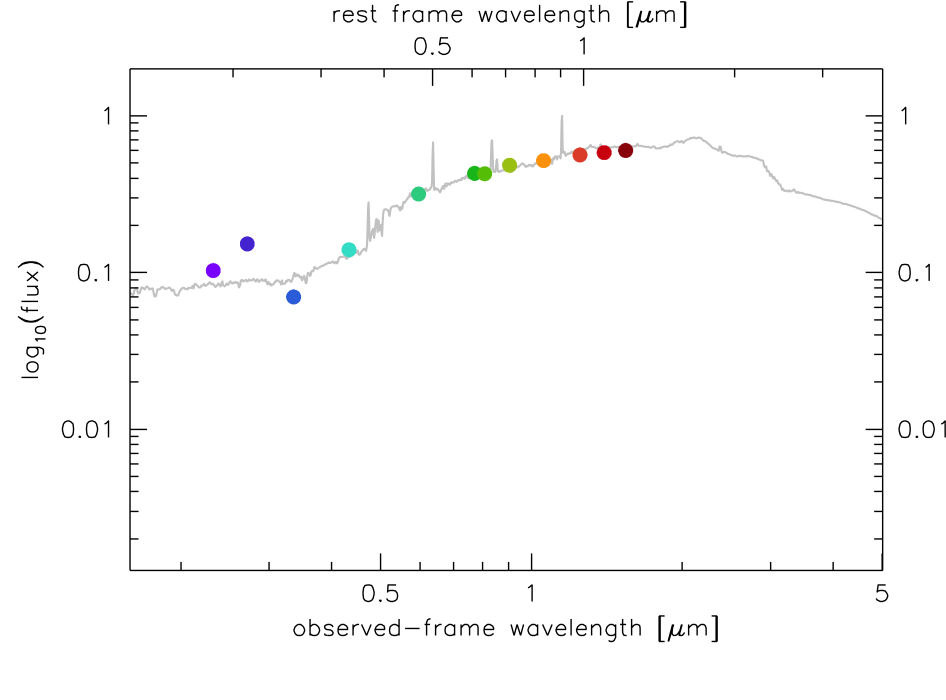 rest frame wavelength [μm]
0.5 1
1 1
0.1 0.1
0.01 0.01
log10(flux)
0.5 1 5
observed-frame wavelength [μm]